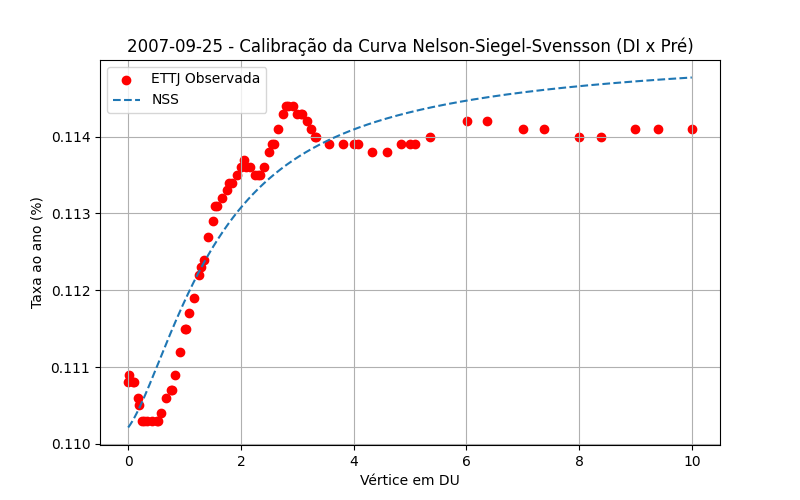 2007-09-25 - Calibração da Curva Nelson-Siegel-Svensson (DI x Pré)
ETTJ Observada
NSS
Taxa ao ano (%)
0.114
0.113
0.112
0.111
0.110
0 2 4 6 8 10
Vértice em DU